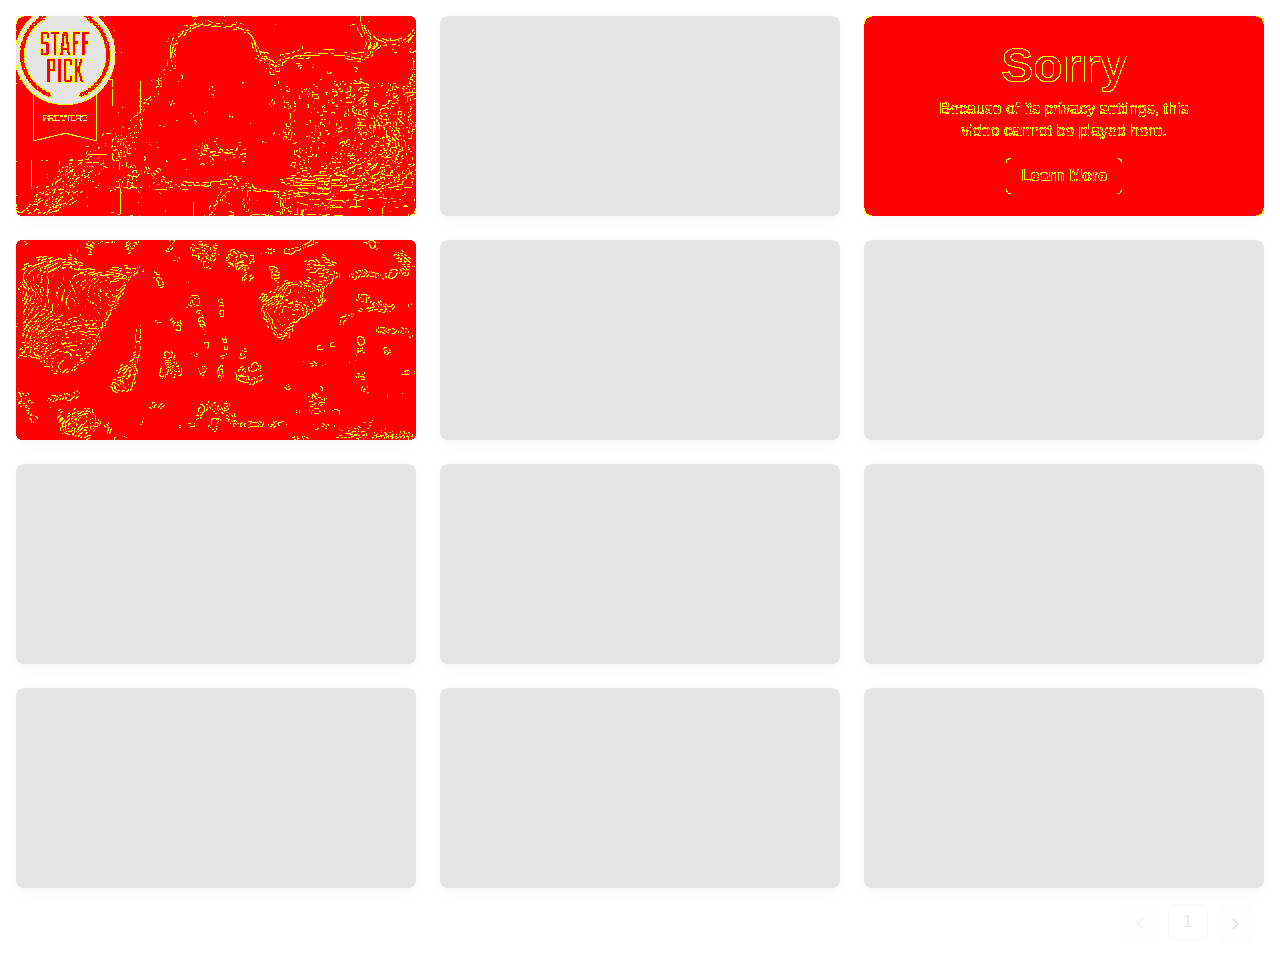 STAFF
PICK
PREMIERE
Sorry
Because of its privacy settings, this
video cannot be played here.
Learn More
1